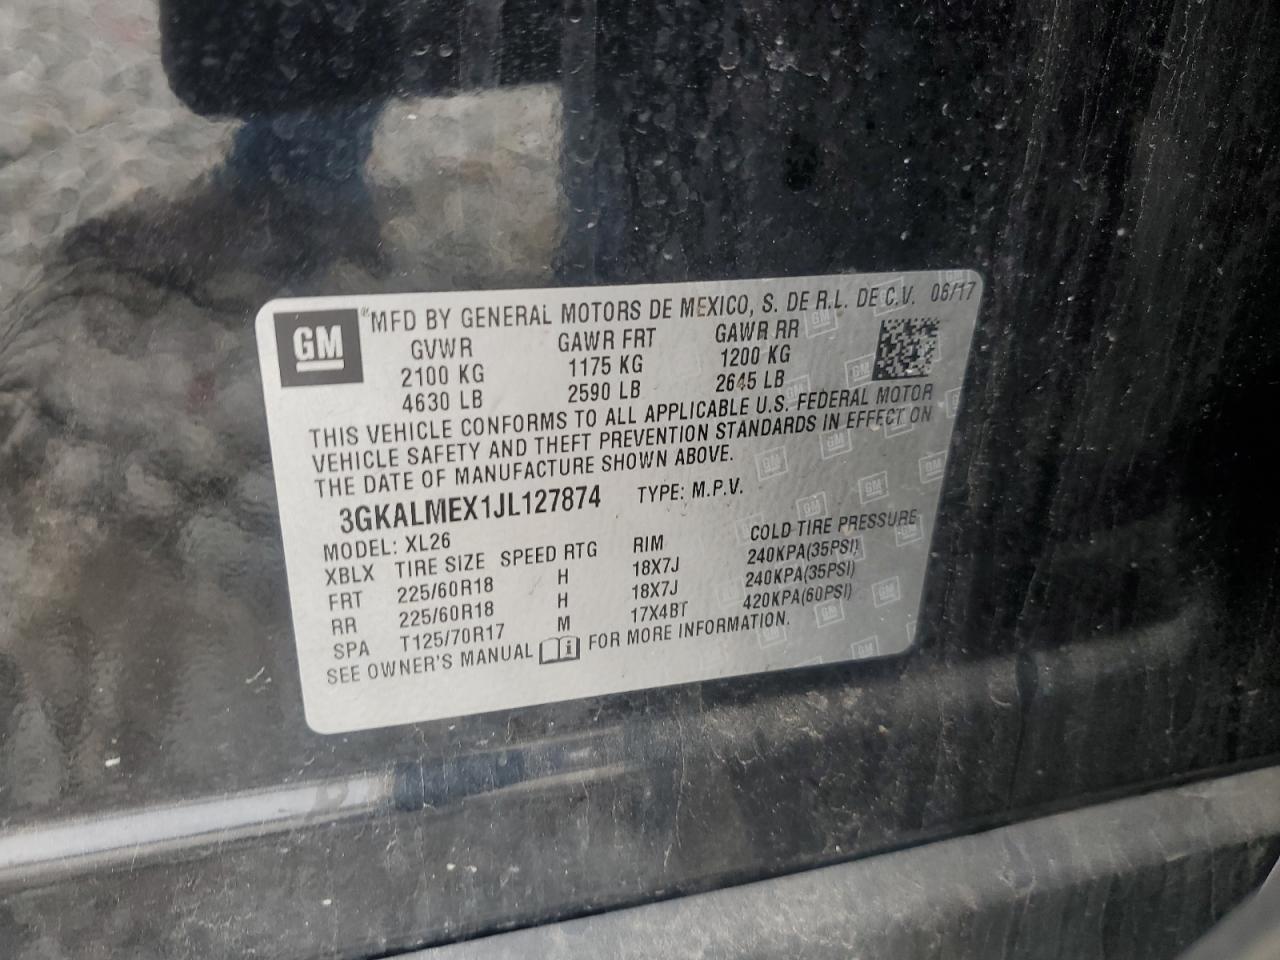 GM
MFD BY GENERAL MOTORS DE MEXICO, S. DE R.L. DE C.V. 06/17
GVWR GAWR FRT GAWR RR
2100 KG 1175 KG 1200 KG
4630 LB 2590 LB 2645 LB
THIS VEHICLE CONFORMS TO ALL APPLICABLE U.S. FEDERAL MOTOR
VEHICLE SAFETY AND THEFT PREVENTION STANDARDS IN EFFECT ON
THE DATE OF MANUFACTURE SHOWN ABOVE.
3GKALMEX1JL127874 TYPE: M.P.V.
MODEL: XL26
XBLX TIRE SIZE SPEED RTG RIM COLD TIRE PRESSURE
FRT 225/60R18 H 18X7J 240KPA(35PSI)
RR 225/60R18 H 18X7J 240KPA(35PSI)
SPA T125/70R17 M 17X4BT 420KPA(60PSI)
SEE OWNER'S MANUAL i FOR MORE INFORMATION.